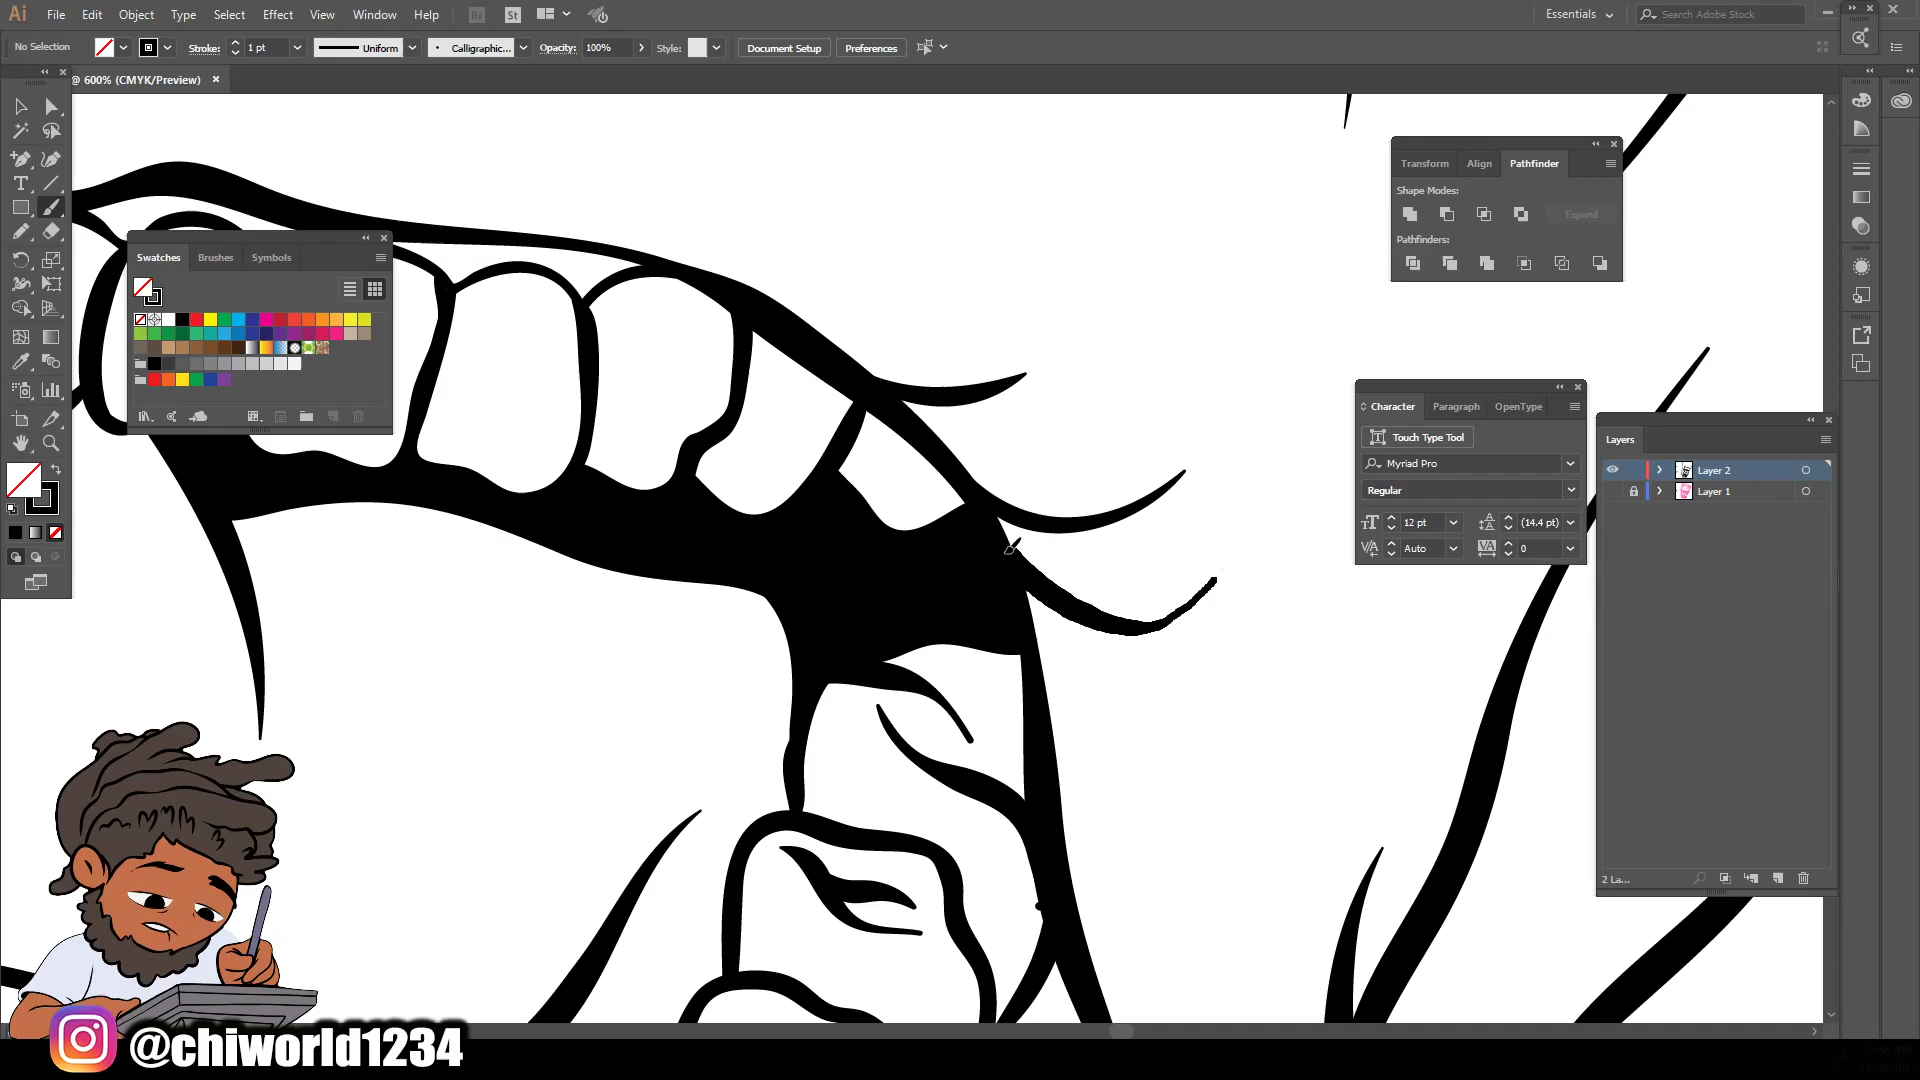 Ai File Edit Object Type Select Effect View Window Help Br St Essentials Search Adobe Stock
No Selection Stroke: 1 pt Uniform Calligraphic... Opacity: 100% Style: Document Setup Preferences
@ 600% (CMYK/Preview)
Transform Align Pathfinder
Shape Modes:
Expand
Pathfinders:
Swatches Brushes Symbols
Character Paragraph OpenType
Touch Type Tool
Myriad Pro
Regular
12 pt (14.4 pt)
Auto 0
Layers
Layer 2
Layer 1
2 La...
@chiworld1234